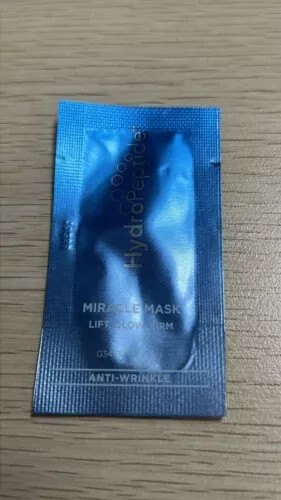 HydroPeptide
MIRACLE MASK
LIFT, GLOW, FIRM
ANTI-WRINKLE